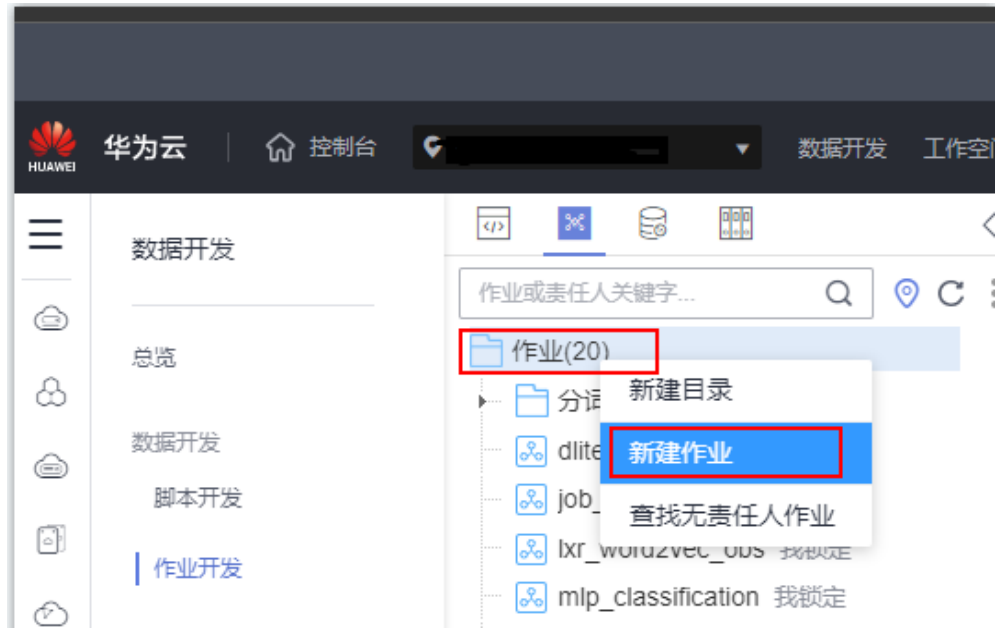 HUAWEI 华为云 控制台 数据开发 工作空间
数据开发
作业或责任人关键字...
总览
作业(20)
新建目录
分词
数据开发
dlite
新建作业
脚本开发
job_
查找无责任人作业
作业开发
lxr_word2vec_obs 我锁定
mlp_classification 我锁定